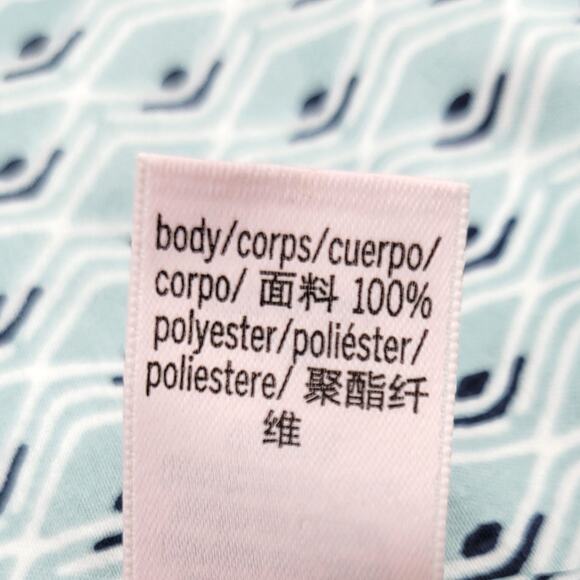 body/corps/cuerpo/
corpo/ 面料 100%
polyester/poliéster/
poliestere/ 聚酯纤
维